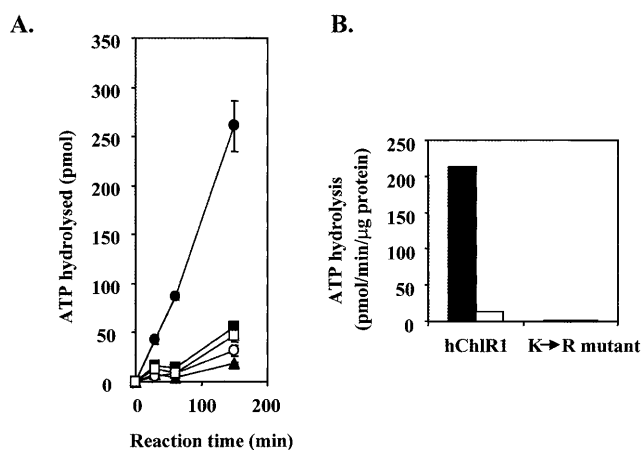 A.
ATP hydrolysed (pmol)
350
300
250
200
150
100
50
0
0 100 200
Reaction time (min)
B.
ATP hydrolysis
(pmol/min/µg protein)
250
200
150
100
50
0
hChlR1 K→R mutant